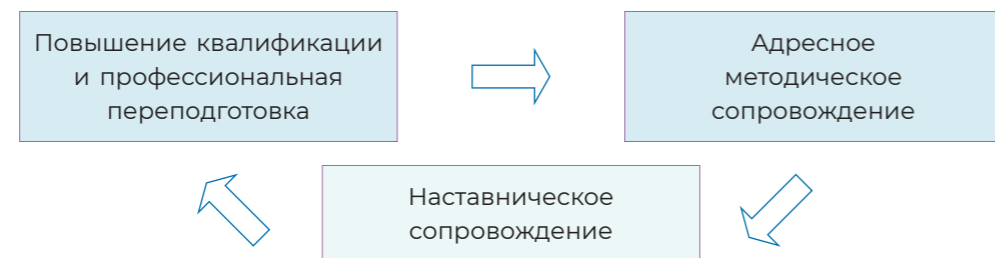 Повышение квалификации
и профессиональная
переподготовка
Адресное
методическое
сопровождение
Наставническое
сопровождение